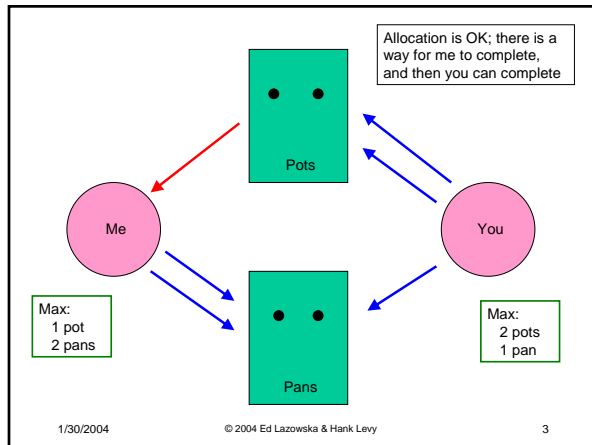 Allocation is OK; there is a
way for me to complete,
and then you can complete
Pots
Me
You
Max:
1 pot
2 pans
Max:
2 pots
1 pan
Pans
1/30/2004
© 2004 Ed Lazowska & Hank Levy
3